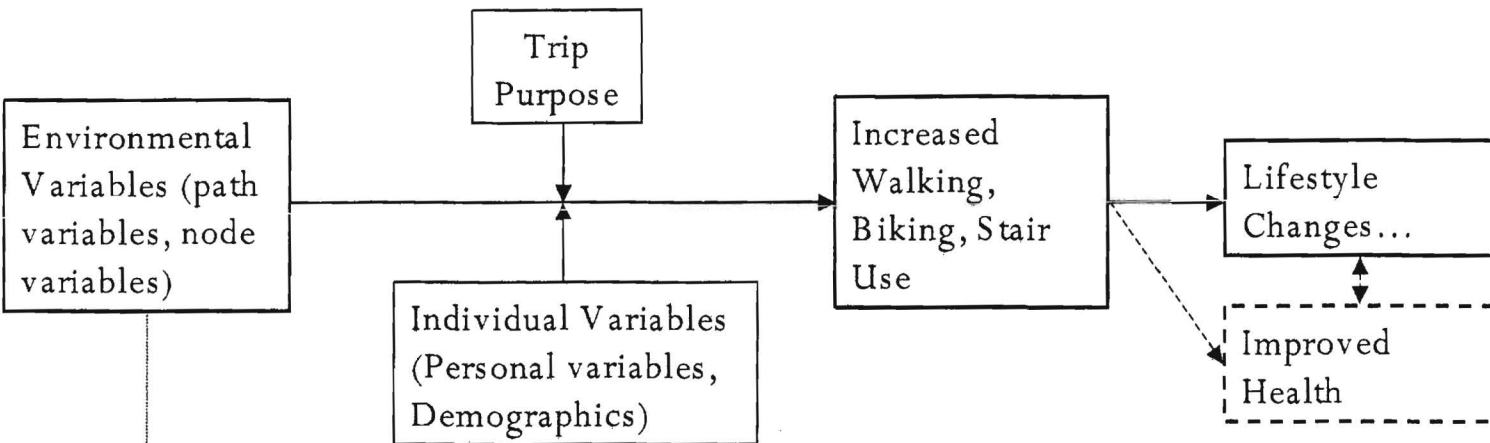 Trip
Purpose
Environmental
Variables (path
variables, node
variables)
Increased
Walking,
Biking, Stair
Use
Lifestyle
Changes...
Individual Variables
(Personal variables,
Demographics)
Improved
Health